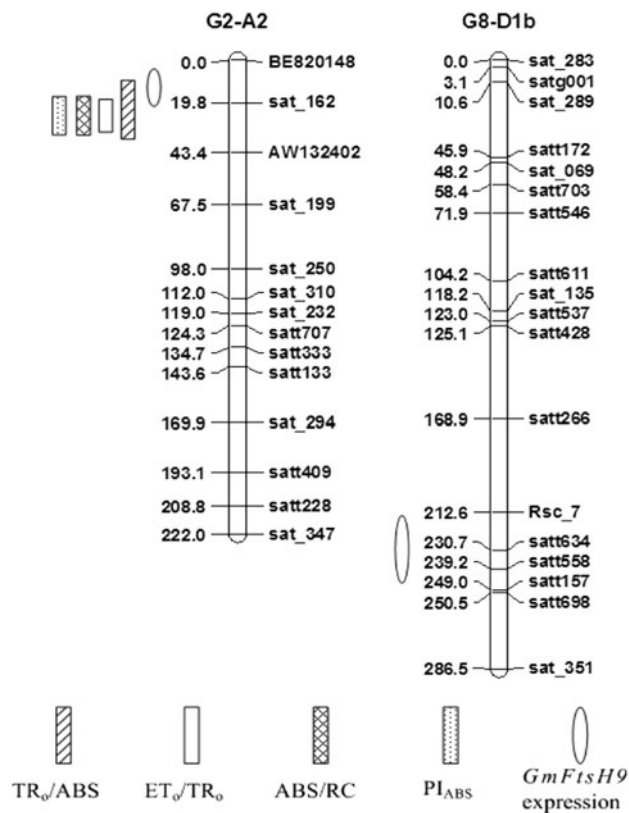 G2-A2
0.0 BE820148
19.8 sat_162
43.4 AW132402
67.5 sat_199
98.0 sat_250
112.0 sat_310
119.0 sat_232
124.3 satt707
134.7 satt333
143.6 satt133
169.9 sat_294
193.1 satt409
208.8 satt228
222.0 sat_347
G8-D1b
0.0 sat_283
3.1 satg001
10.6 sat_289
45.9 satt172
48.2 sat_069
58.4 satt703
71.9 satt546
104.2 satt611
118.2 sat_135
123.0 satt537
125.1 satt428
168.9 satt266
212.6 Rsc_7
230.7 satt634
239.2 satt558
249.0 satt157
250.5 satt698
286.5 sat_351
TRₒ/ABS
ETₒ/TRₒ
ABS/RC
PI_ABS
GmFtsH9
expression